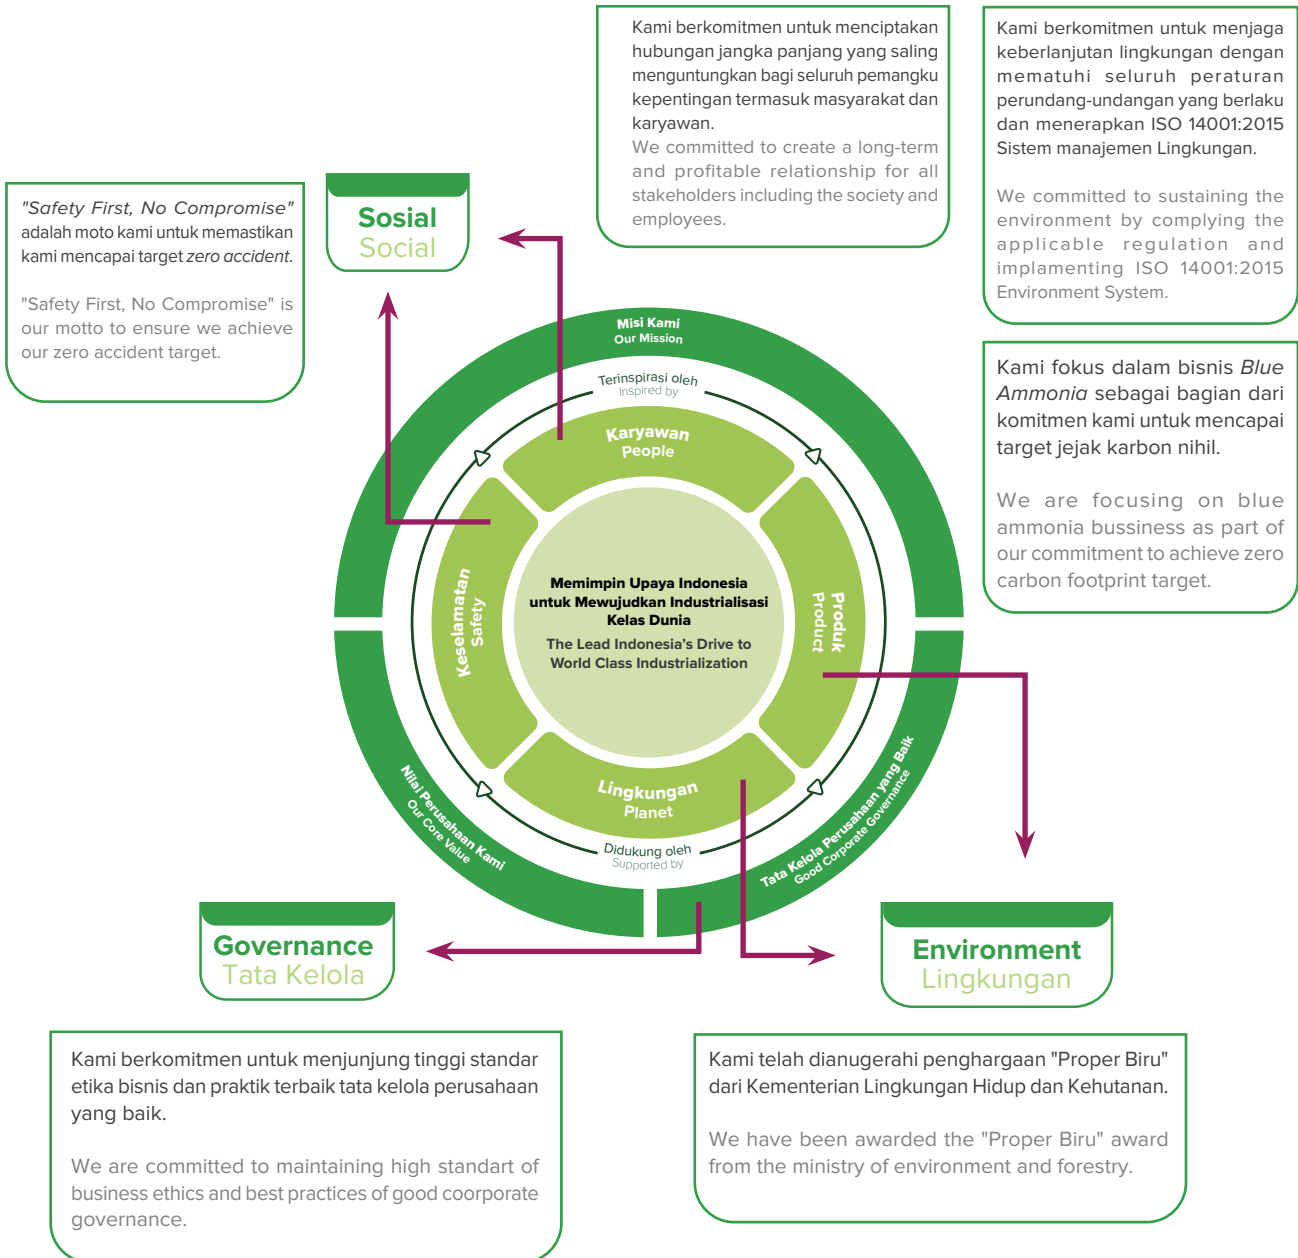 Kami berkomitmen untuk menciptakan
hubungan jangka panjang yang saling
menguntungkan bagi seluruh pemangku
kepentingan termasuk masyarakat dan
karyawan.
We committed to create a long-term
and profitable relationship for all
stakeholders including the society and
employees.
Kami berkomitmen untuk menjaga
keberlanjutan lingkungan dengan
mematuhi seluruh peraturan
perundang-undangan yang berlaku
dan menerapkan ISO 14001:2015
Sistem manajemen Lingkungan.
We committed to sustaining the
environment by complying the
applicable regulation and
implamenting ISO 14001:2015
Environment System.
"Safety First, No Compromise"
adalah moto kami untuk memastikan
kami mencapai target zero accident.
"Safety First, No Compromise" is
our motto to ensure we achieve
our zero accident target.
Sosial
Social
Kami fokus dalam bisnis Blue
Ammonia sebagai bagian dari
komitmen kami untuk mencapai
target jejak karbon nihil.
We are focusing on blue
ammonia bussiness as part of
our commitment to achieve zero
carbon footprint target.
Misi Kami
Our Mission
Terinspirasi oleh
Inspired by
Karyawan
People
Keselamatan
Safety
Memimpin Upaya Indonesia
untuk Mewujudkan Industrialisasi
Kelas Dunia
The Lead Indonesia's Drive to
World Class Industrialization
Produk
Product
Lingkungan
Planet
Didukung oleh
Supported by
Nilai Perusahaan Kami
Our Core Value
Tata Kelola Perusahaan yang Baik
Good Corporate Governance
Governance
Tata Kelola
Environment
Lingkungan
Kami berkomitmen untuk menjunjung tinggi standar
etika bisnis dan praktik terbaik tata kelola perusahaan
yang baik.
We are committed to maintaining high standart of
business ethics and best practices of good coorporate
governance.
Kami telah dianugerahi penghargaan "Proper Biru"
dari Kementerian Lingkungan Hidup dan Kehutanan.
We have been awarded the "Proper Biru" award
from the ministry of environment and forestry.